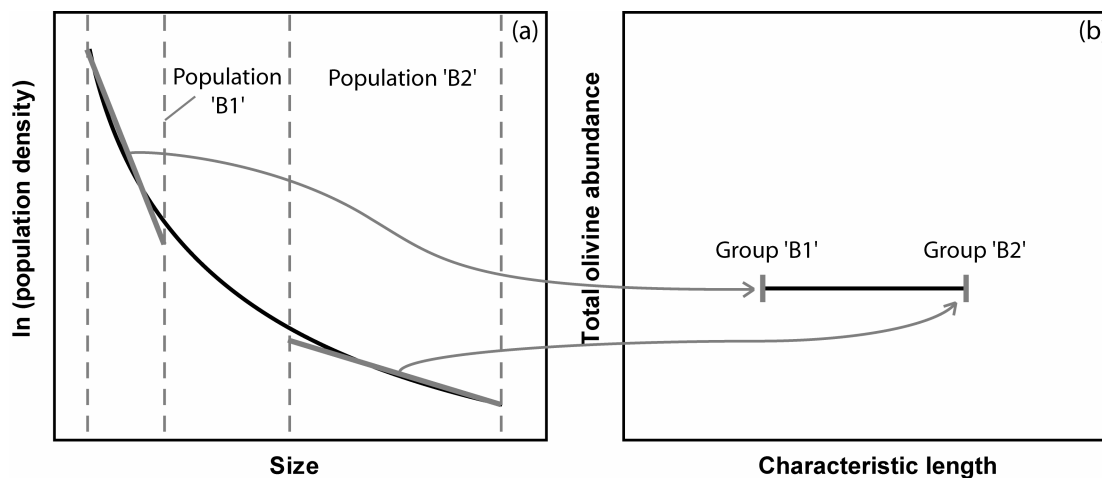 (a)
Population
'B1'
Population 'B2'
ln (population density)
Size
(b)
Total olivine abundance
Group 'B1'
Group 'B2'
Characteristic length